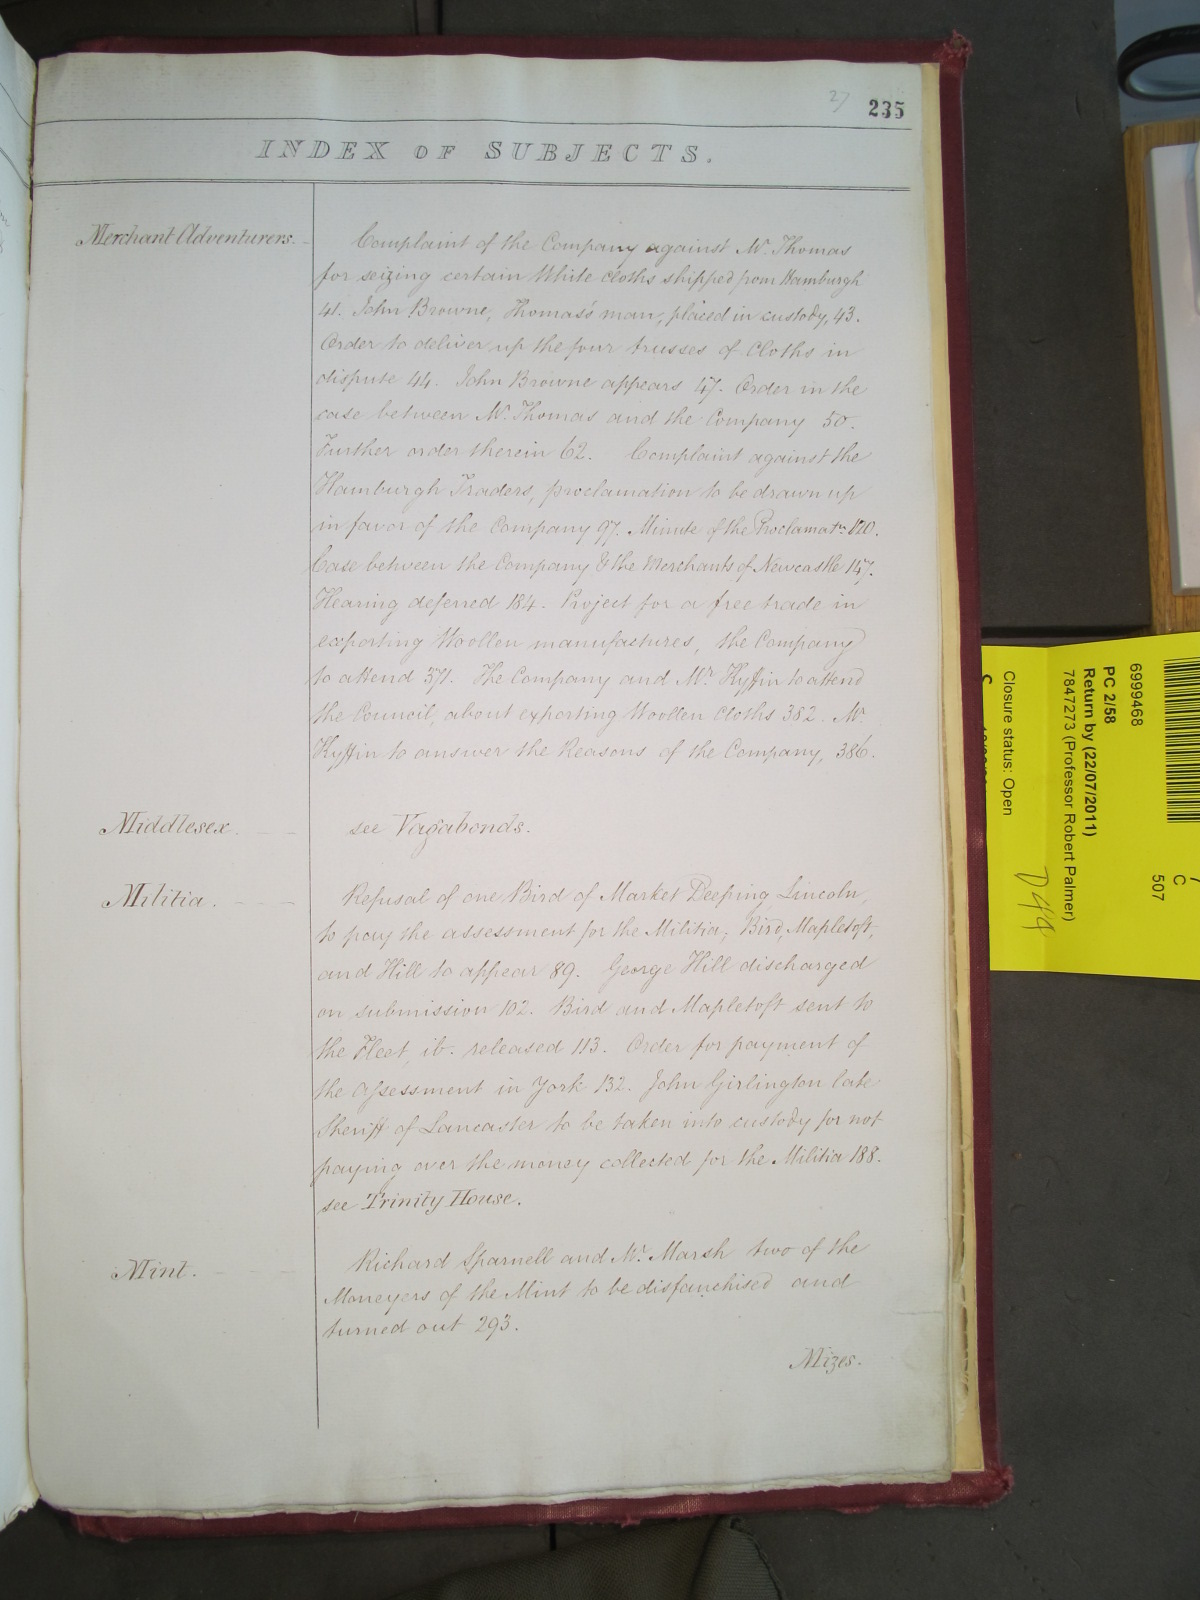 27
235
INDEX OF SUBJECTS.
Merchant Adventurers.
Complaint of the Company against Mr. Thomas
for seizing certain White cloths shipped from Hamburgh
41. John Browne, Thomas's man, placed in custody, 43.
Order to deliver up the four trusses of Cloths in
dispute 44. John Browne appears 47. Order in the
case between Mr. Thomas and the Company 50.
Further order therein 62. Complaint against the
Hamburgh Traders, proclamation to be drawn up
in favor of the Company 97. Minute of the Proclamatn. 120.
Case between the Company & the Merchants of Newcastle 147.
Hearing deferred 184. Project for a free trade in
exporting Woollen manufactures, the Company
to attend 371. The Company and Mr. Kyffin to attend
the Council, about exporting Woollen Cloths 382. Mr.
Kyffin to answer the Reasons of the Company, 386.
Middlesex.
see Vagabonds.
Militia.
Refusal of one Bird of Market Deeping, Lincoln,
to pay the assessment for the Militia; Bird, Mapletoft,
and Hill to appear 89. George Hill discharged
on submission 102. Bird and Mapletoft sent to
the Fleet, ib. released 113. Order for payment of
the Assessment in York 132. John Girlington late
Sheriff of Lancaster to be taken into custody for not
paying over the money collected for the Militia 188.
see Trinity House.
Mint.
Richard Sparnell and Mr. Marsh two of the
Moneyers of the Mint to be disfanchised and
turned out 293.
Mizes.
6999468
PC 2/58
Return by (22/07/2011)
7847273 (Professor Robert Palmer)
Closure status: Open
D44
C
507